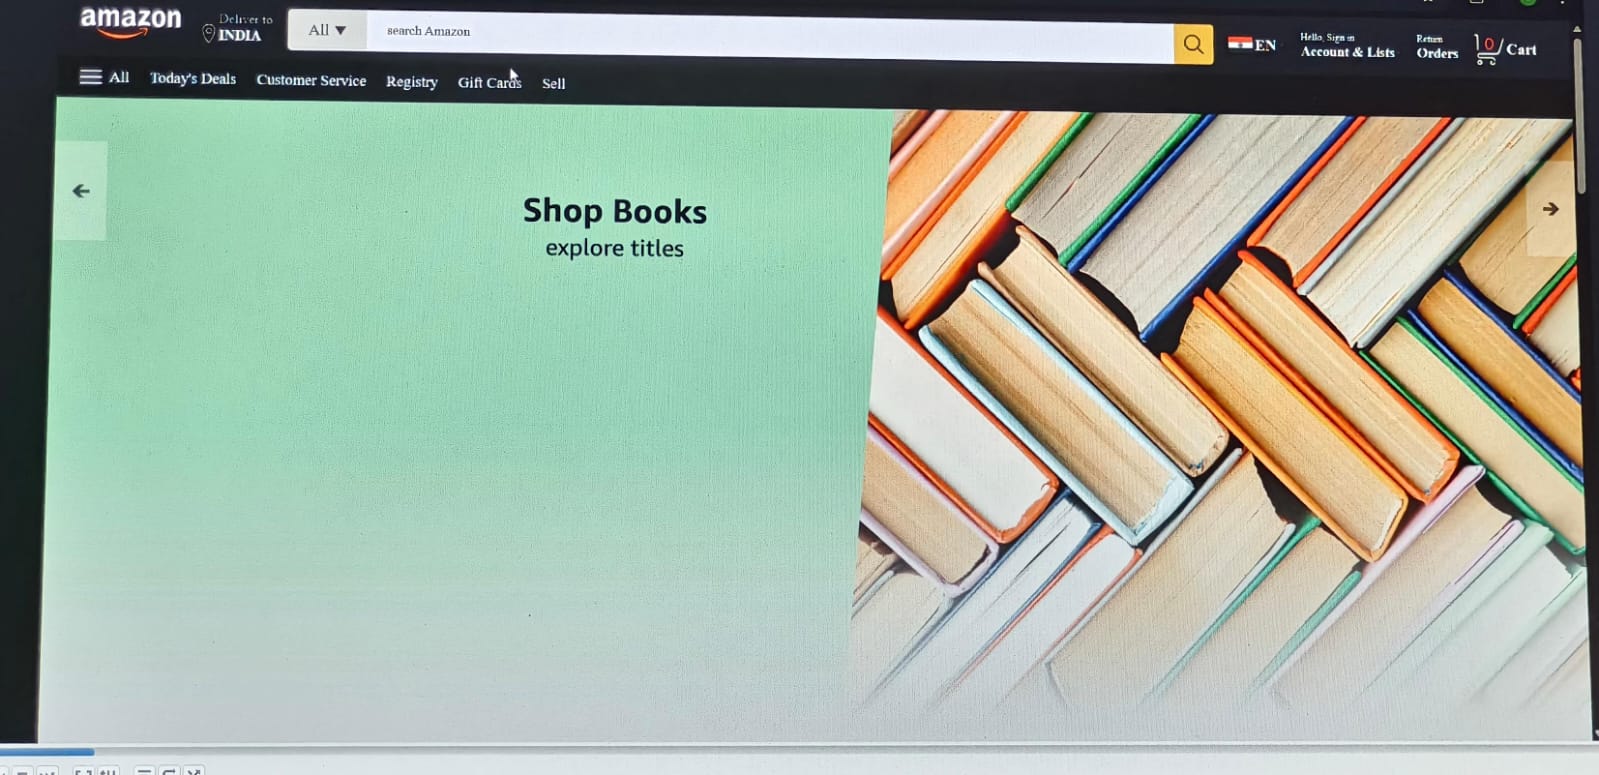 amazon
Deliver to
INDIA
All ▼
search Amazon
EN
Hello, Sign in
Account & Lists
Return
Orders
0
Cart
All
Today's Deals
Customer Service
Registry
Gift Cards
Sell
Shop Books
explore titles